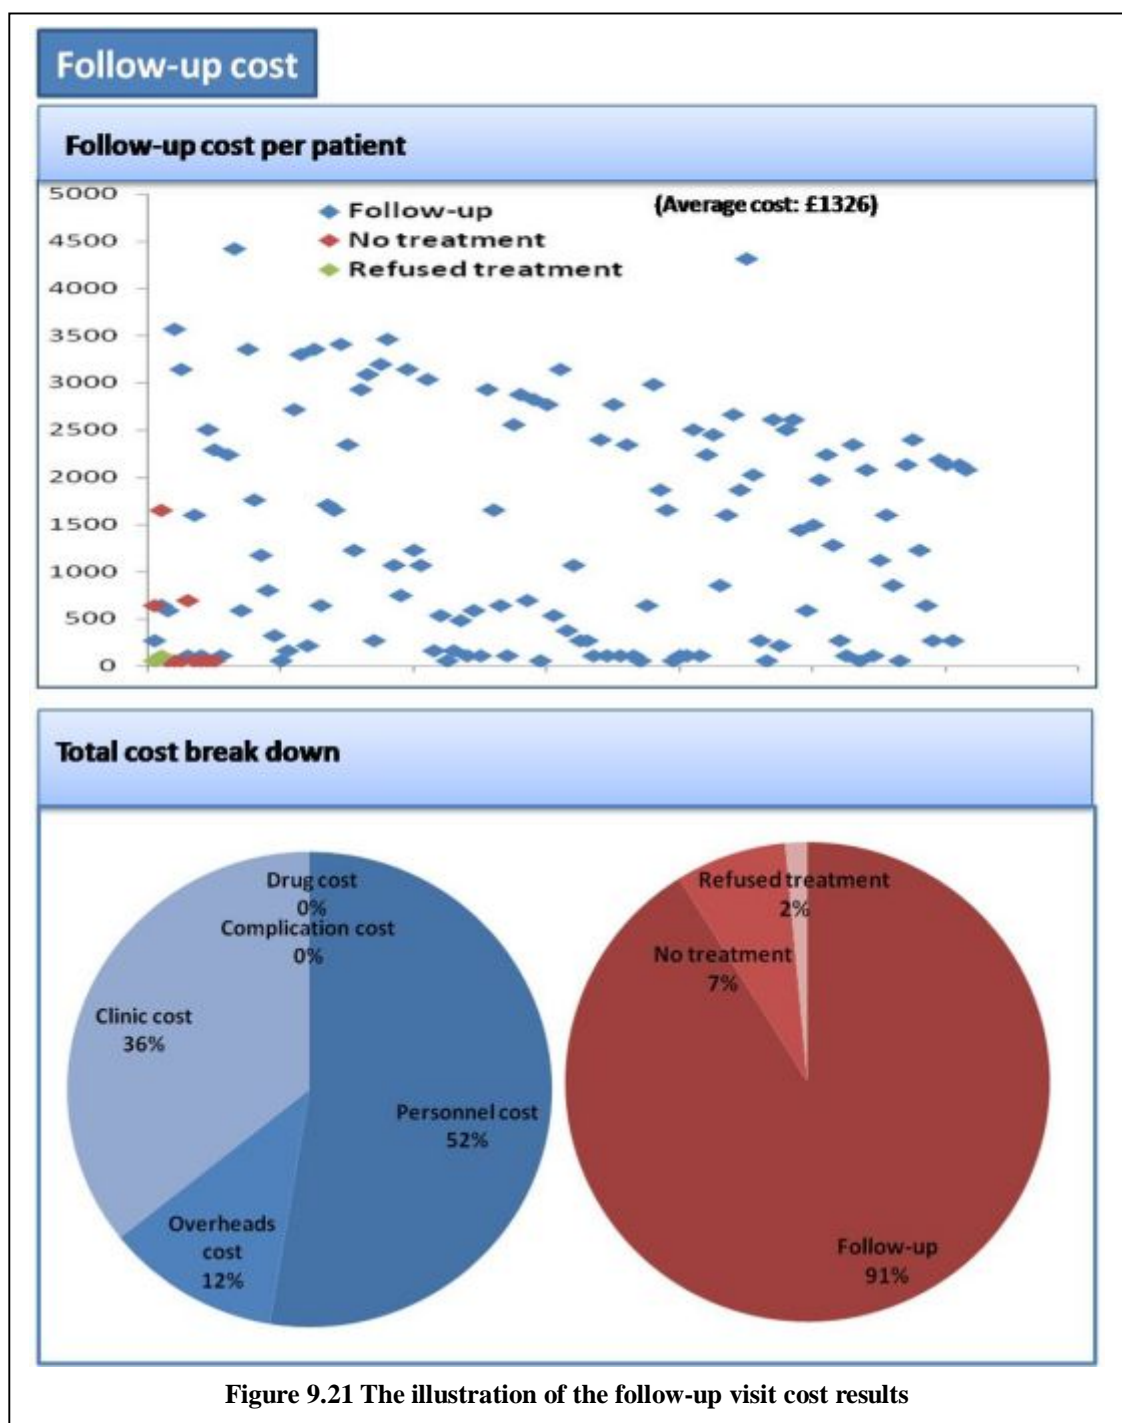 Follow-up cost
Follow-up cost per patient
5000
4500
4000
3500
3000
2500
2000
1500
1000
500
0
Follow-up
No treatment
Refused treatment
(Average cost: £1326)
Total cost break down
Drug cost
0%
Complication cost
0%
Clinic cost
36%
Personnel cost
52%
Overheads
cost
12%
Refused treatment
2%
No treatment
7%
Follow-up
91%
Figure 9.21 The illustration of the follow-up visit cost results